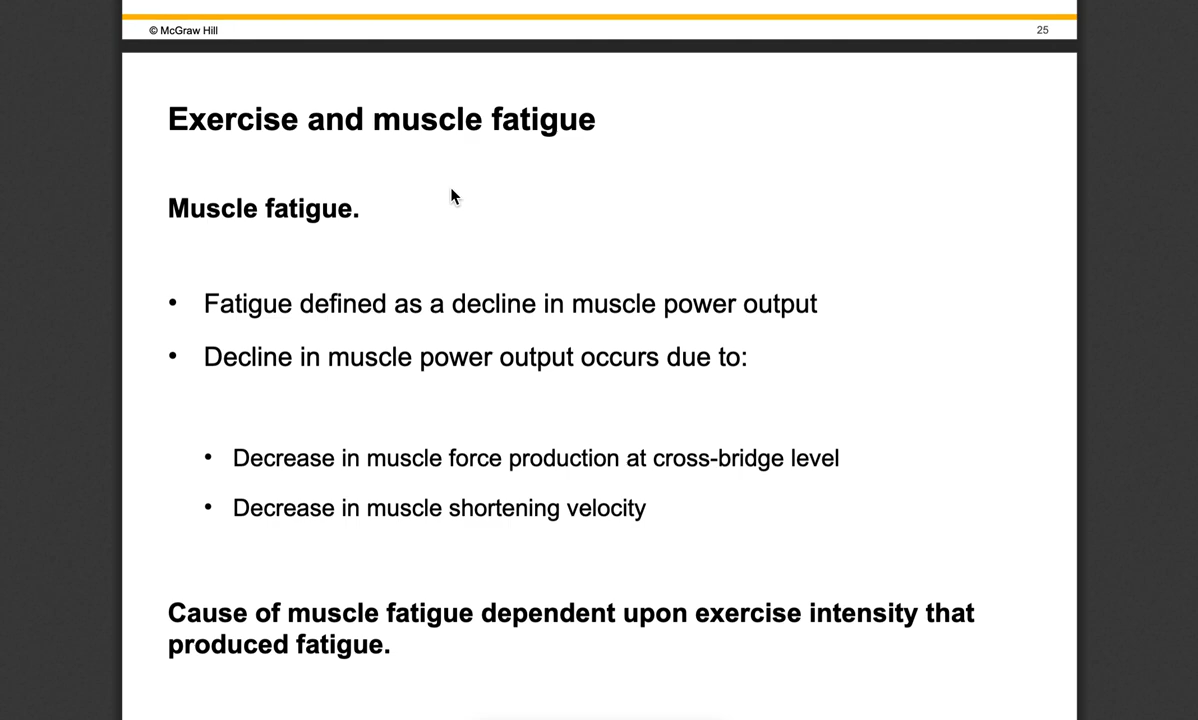 © McGraw Hill
25
Exercise and muscle fatigue
Muscle fatigue.
• Fatigue defined as a decline in muscle power output
• Decline in muscle power output occurs due to:
• Decrease in muscle force production at cross-bridge level
• Decrease in muscle shortening velocity
Cause of muscle fatigue dependent upon exercise intensity that
produced fatigue.